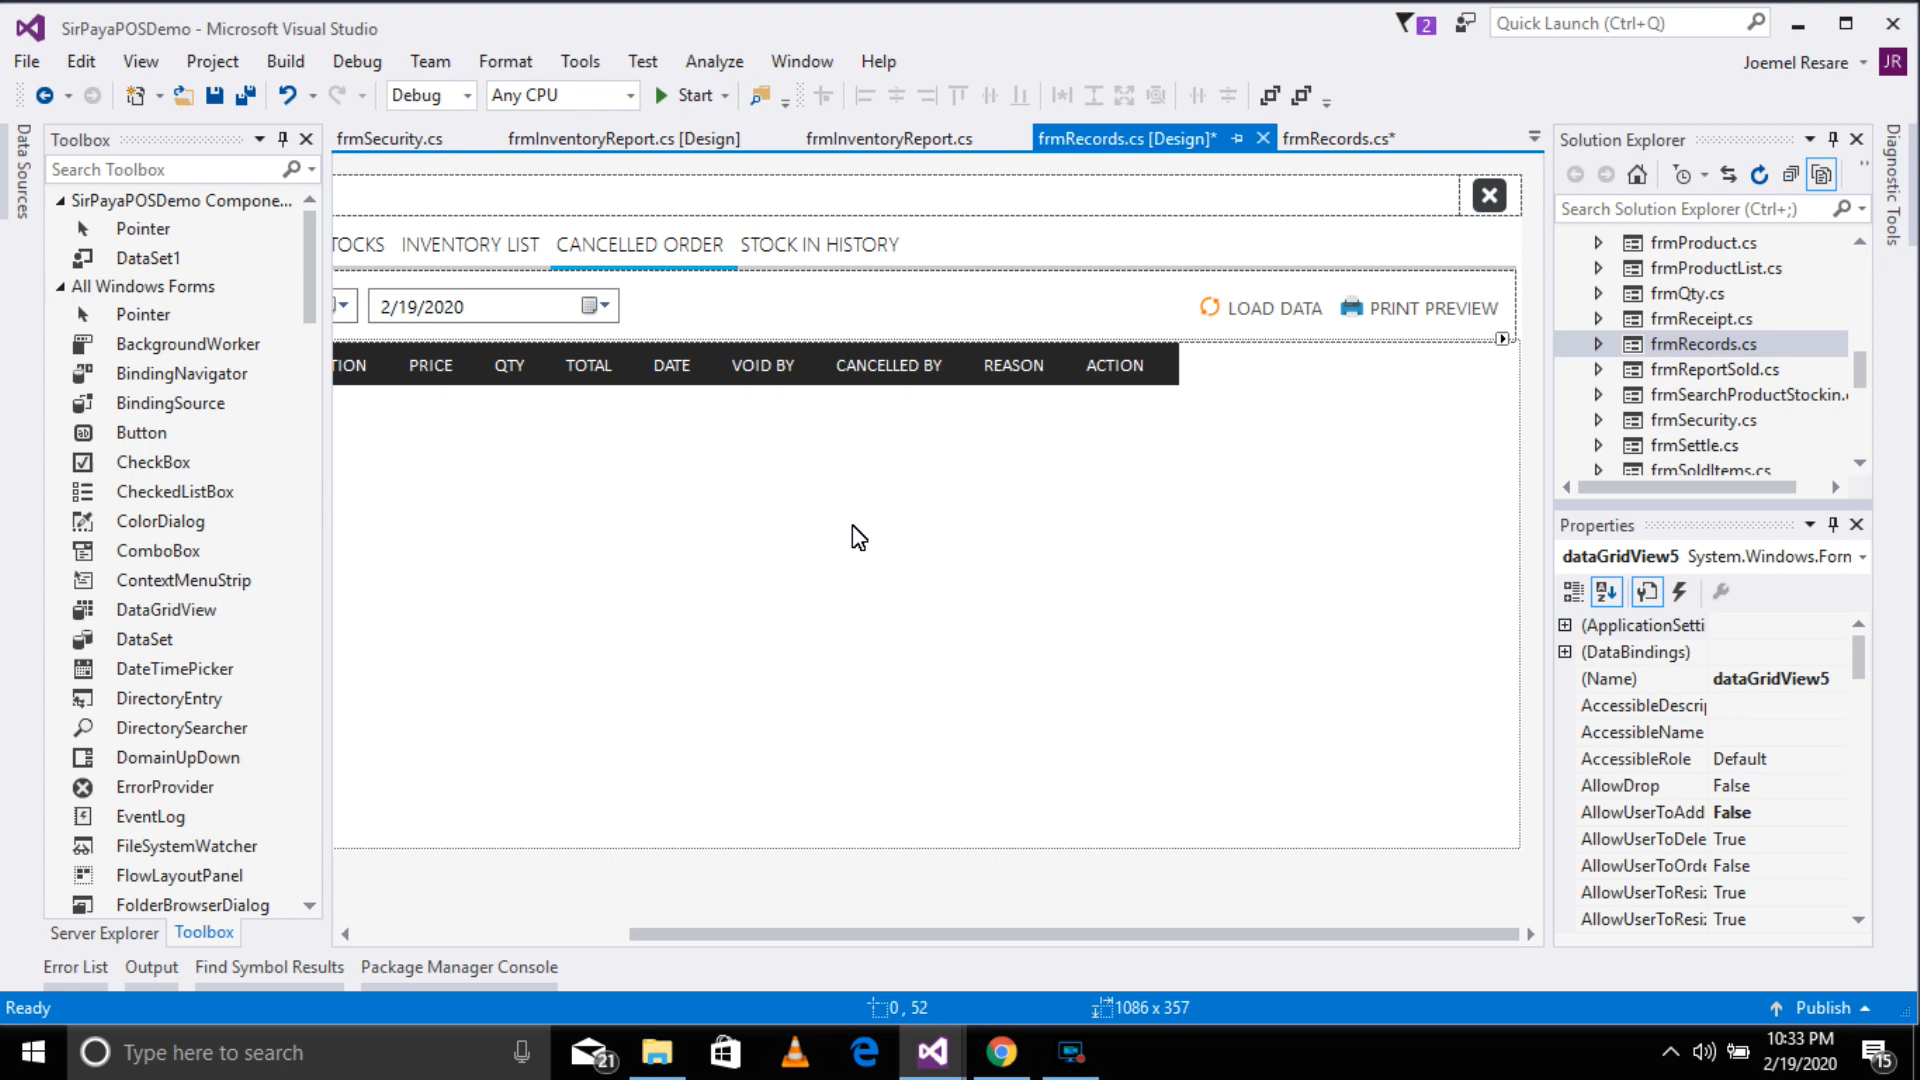 SirPayaPOSDemo - Microsoft Visual Studio
2
Quick Launch (Ctrl+Q)
File Edit View Project Build Debug Team Format Tools Test Analyze Window Help
Joemel Resare JR
Debug Any CPU Start
Data Sources
Toolbox
frmSecurity.cs frmInventoryReport.cs [Design] frmInventoryReport.cs frmRecords.cs [Design]* frmRecords.cs*
Solution Explorer
Diagnostic Tools
Search Toolbox
Search Solution Explorer (Ctrl+;)
SirPayaPOSDemo Compone...
Pointer
DataSet1
All Windows Forms
Pointer
BackgroundWorker
BindingNavigator
BindingSource
Button
CheckBox
CheckedListBox
ColorDialog
ComboBox
ContextMenuStrip
DataGridView
DataSet
DateTimePicker
DirectoryEntry
DirectorySearcher
DomainUpDown
ErrorProvider
EventLog
FileSystemWatcher
FlowLayoutPanel
FolderBrowserDialog
Server Explorer Toolbox
TOCKS INVENTORY LIST CANCELLED ORDER STOCK IN HISTORY
2/19/2020
LOAD DATA PRINT PREVIEW
TION PRICE QTY TOTAL DATE VOID BY CANCELLED BY REASON ACTION
frmProduct.cs
frmProductList.cs
frmQty.cs
frmReceipt.cs
frmRecords.cs
frmReportSold.cs
frmSearchProductStockin.
frmSecurity.cs
frmSettle.cs
frmSoldItems.cs
Properties
dataGridView5 System.Windows.Forn
(ApplicationSetti
(DataBindings)
(Name) dataGridView5
AccessibleDescri
AccessibleName
AccessibleRole Default
AllowDrop False
AllowUserToAdd False
AllowUserToDele True
AllowUserToOrde False
AllowUserToResi: True
AllowUserToResi: True
Error List Output Find Symbol Results Package Manager Console
Ready 0 , 52 1086 x 357 Publish
Type here to search
21
10:33 PM
2/19/2020
15